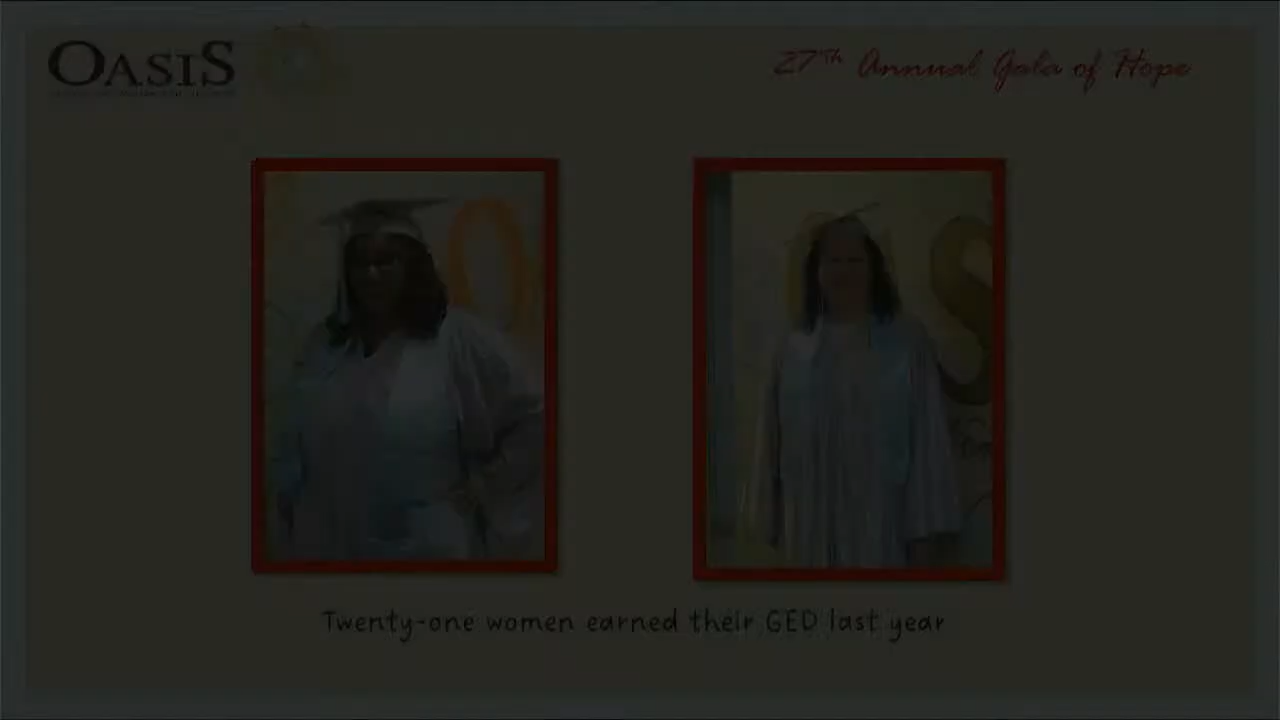 OASIS
27th Annual Gala of Hope
Twenty-one women earned their GED last year